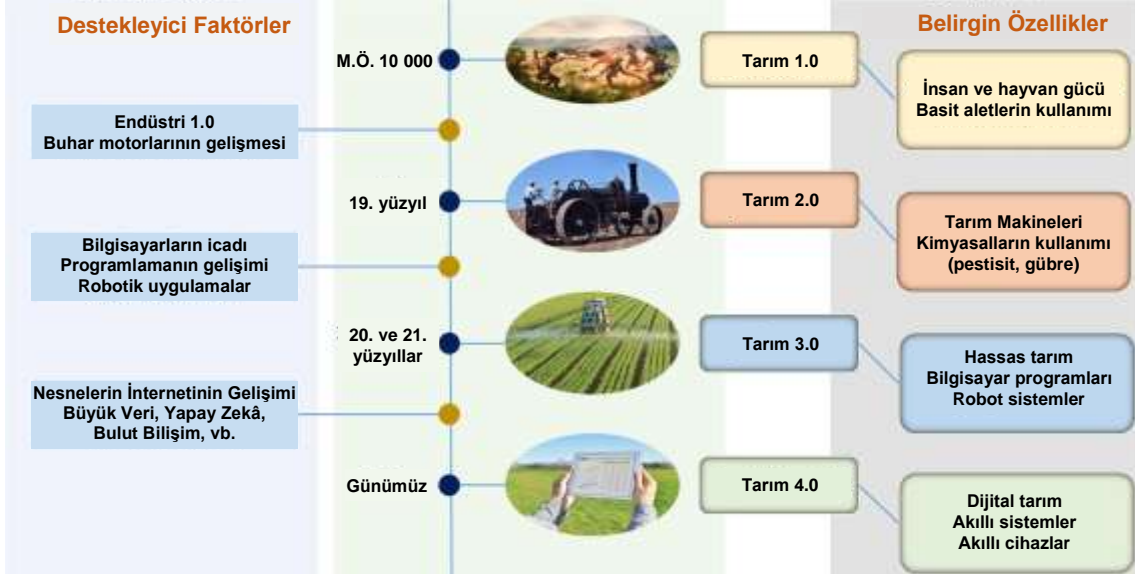 Destekleyici Faktörler
Belirgin Özellikler
M.Ö. 10 000
Tarım 1.0
İnsan ve hayvan gücü
Basit aletlerin kullanımı
Endüstri 1.0
Buhar motorlarının gelişmesi
19. yüzyıl
Tarım 2.0
Tarım Makineleri
Kimyasalların kullanımı
(pestisit, gübre)
Bilgisayarların icadı
Programlamanın gelişimi
Robotik uygulamalar
20. ve 21.
yüzyıllar
Tarım 3.0
Hassas tarım
Bilgisayar programları
Robot sistemler
Nesnelerin İnternetinin Gelişimi
Büyük Veri, Yapay Zekâ,
Bulut Bilişim, vb.
Günümüz
Tarım 4.0
Dijital tarım
Akıllı sistemler
Akıllı cihazlar